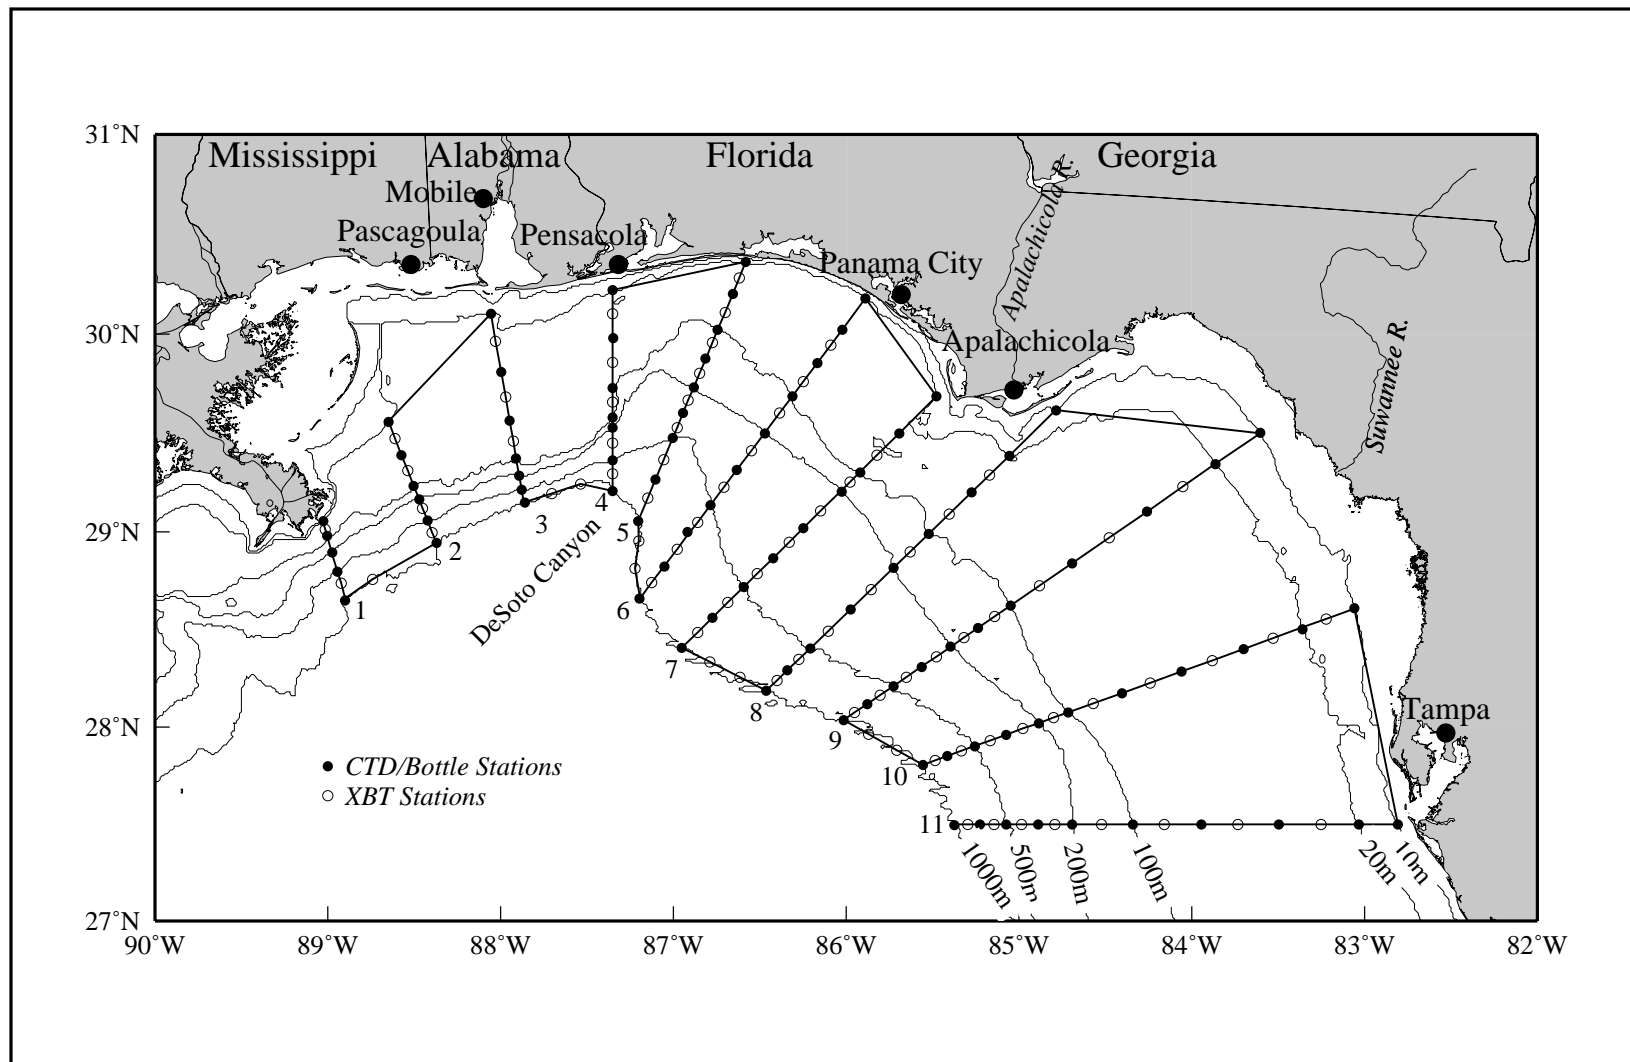 31°N
Mississippi Alabama Florida Georgia
Mobile
Apalachicola R.
Pascagoula
Pensacola
Panama City
30°N
Apalachicola
Suwannee R.
29°N
1
2
3
4
5
6
7
8
9
10
11
DeSoto Canyon
28°N
Tampa
CTD/Bottle Stations
XBT Stations
1000m
500m
200m
100m
20m
10m
27°N
90°W 89°W 88°W 87°W 86°W 85°W 84°W 83°W 82°W